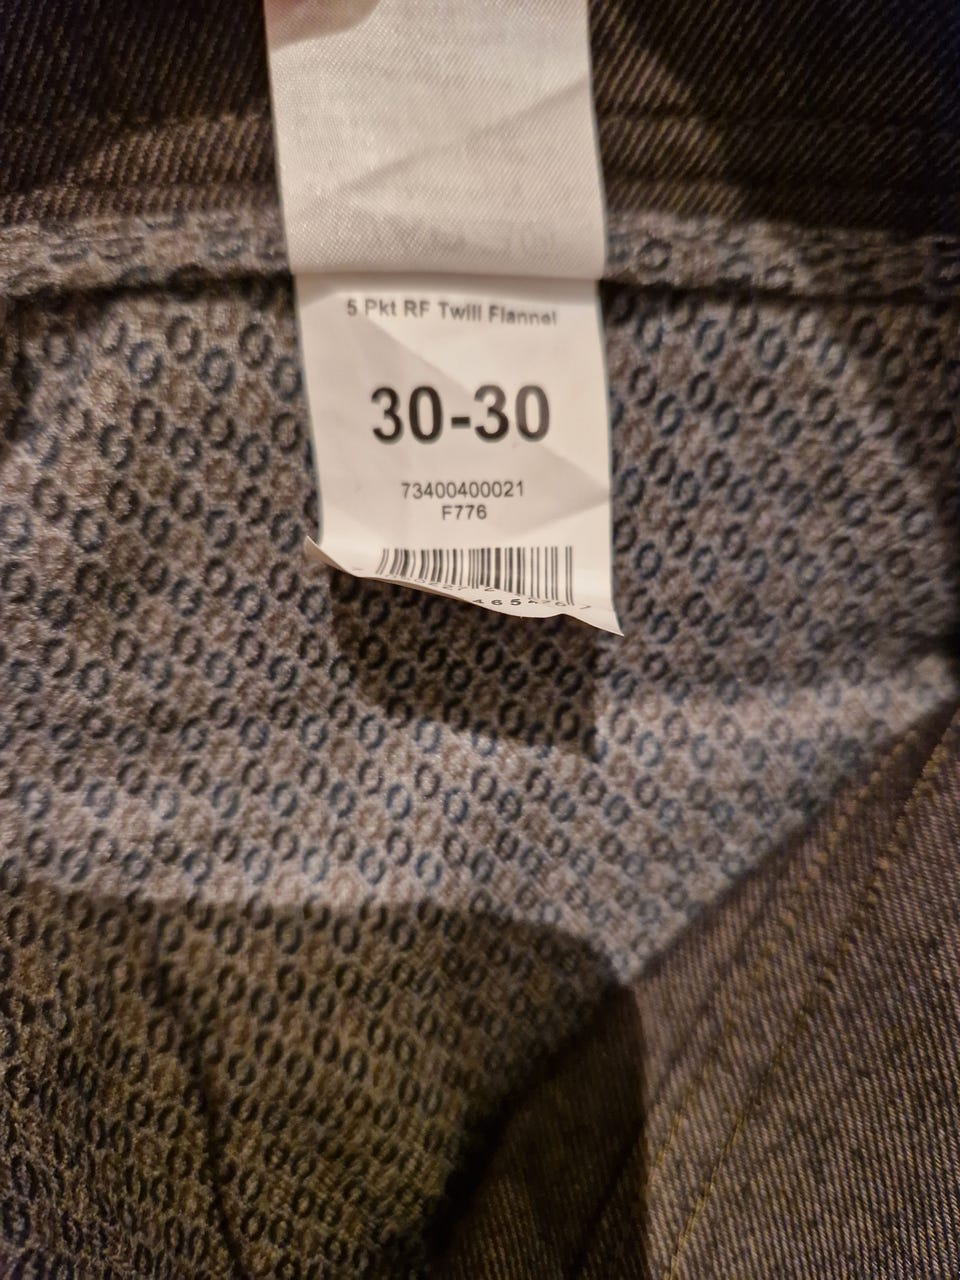 5 Pkt RF Twill Flannel
30-30
73400400021
F776